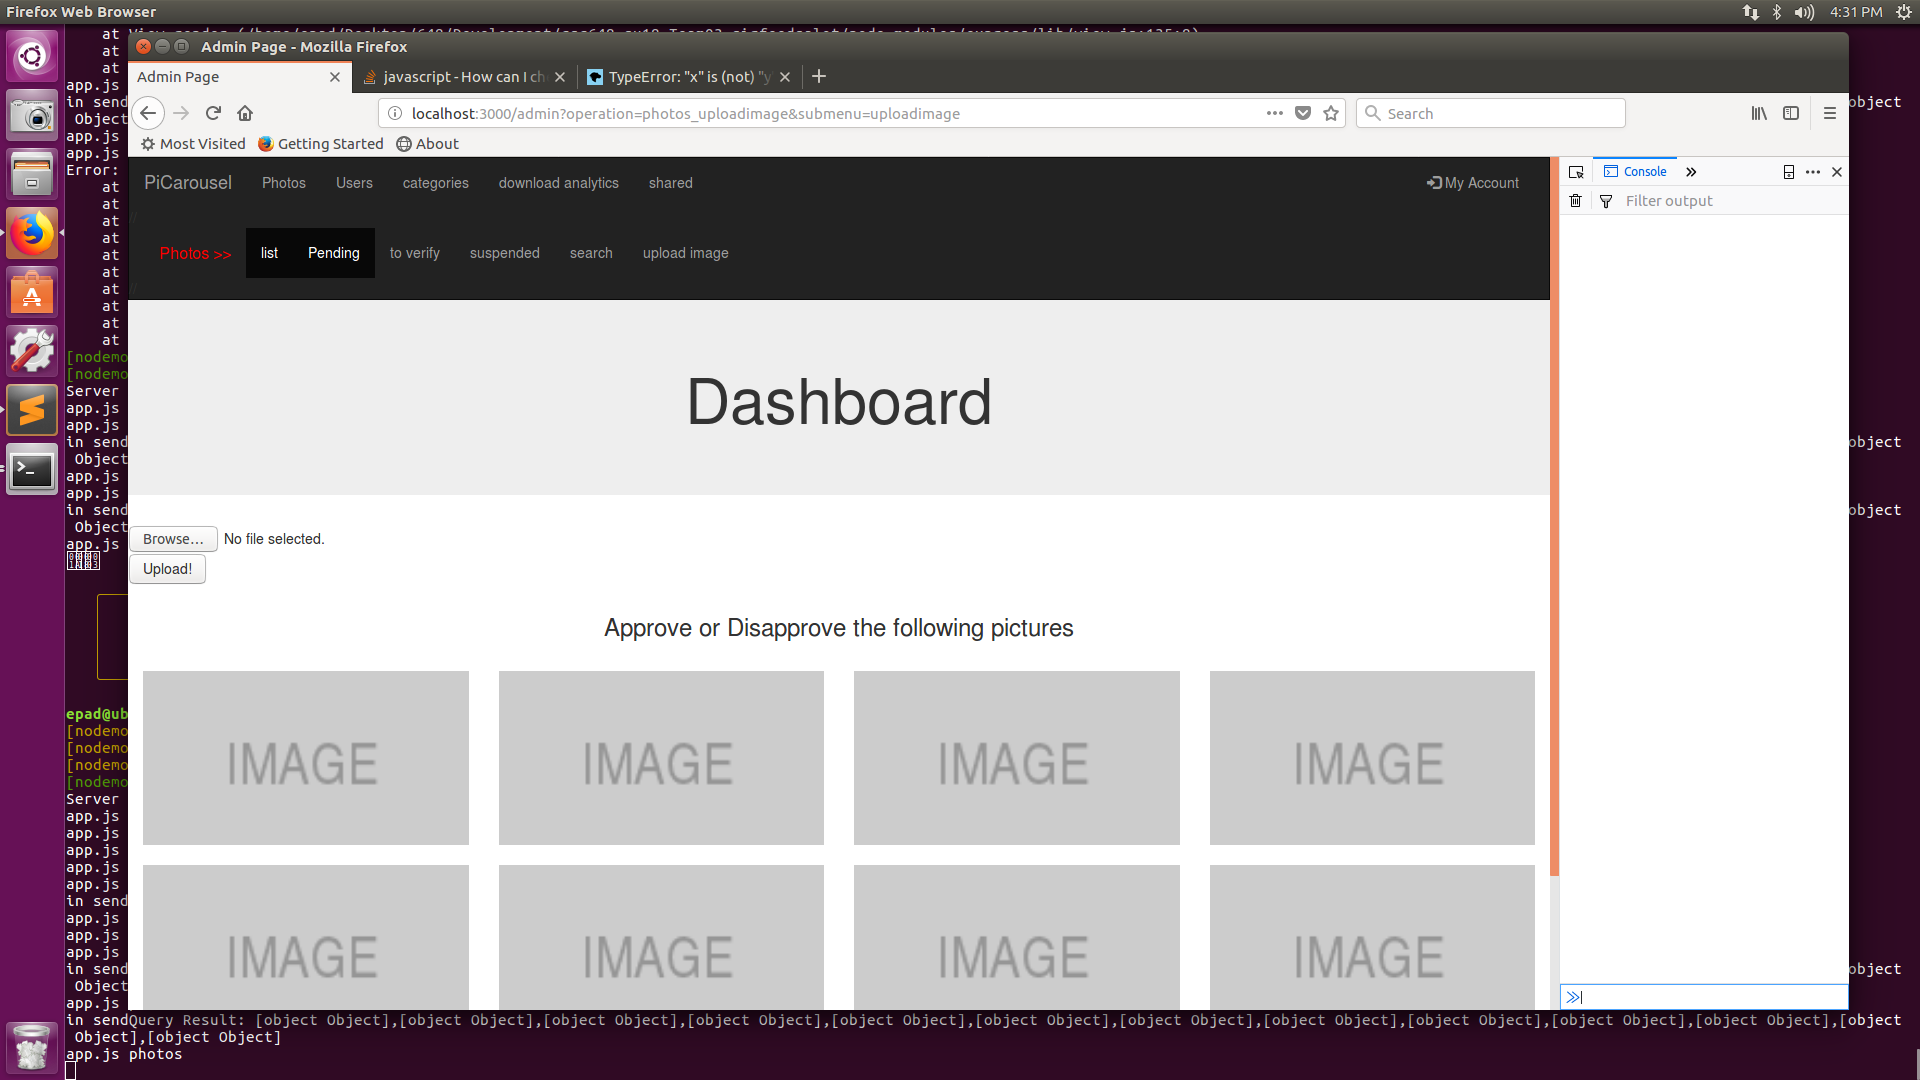 Firefox Web Browser
4:31 PM
Admin Page - Mozilla Firefox
Admin Page
javascript - How can I ch
TypeError: "x" is (not) "y
localhost:3000/admin?operation=photos_uploadimage&submenu=uploadimage
Search
Most Visited
Getting Started
About
PiCarousel
Photos
Users
categories
download analytics
shared
My Account
Photos >>
list
Pending
to verify
suspended
search
upload image
Console
Filter output
Dashboard
Browse...
No file selected.
Upload!
Approve or Disapprove the following pictures
IMAGE
IMAGE
IMAGE
IMAGE
IMAGE
IMAGE
IMAGE
IMAGE
at
at
at
app.js
in send
object
Object
app.js
app.js
Error:
at
at
at
at
at
at
at
at
at
at
[nodemo
[nodemo
Server
app.js
app.js
in send
object
Object
app.js
app.js
in send
object
Object
app.js
epad@ub
[nodemo
[nodemo
[nodemo
[nodemo
Server
app.js
app.js
app.js
app.js
app.js
in send
app.js
app.js
app.js
in send
object
Object
app.js
in sendQuery Result: [object Object],[object Object],[object Object],[object Object],[object Object],[object Object],[object Object],[object Object],[object Object],[object Object],[object Object],[object
Object],[object Object]
app.js photos